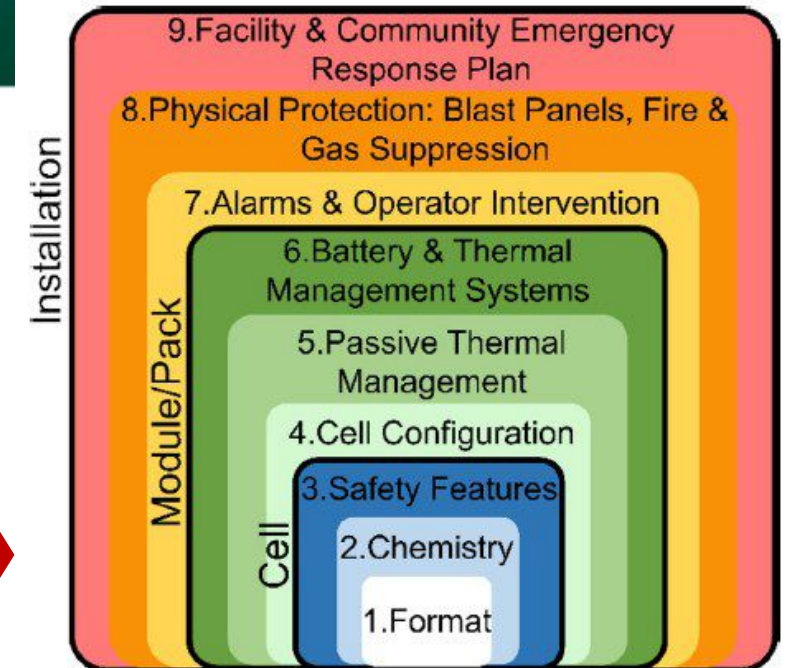 9.Facility & Community Emergency
Response Plan
8.Physical Protection: Blast Panels, Fire &
Gas Suppression
7.Alarms & Operator Intervention
6.Battery & Thermal
Management Systems
5.Passive Thermal
Management
4.Cell Configuration
3.Safety Features
2.Chemistry
1.Format
Installation
Module/Pack
Cell